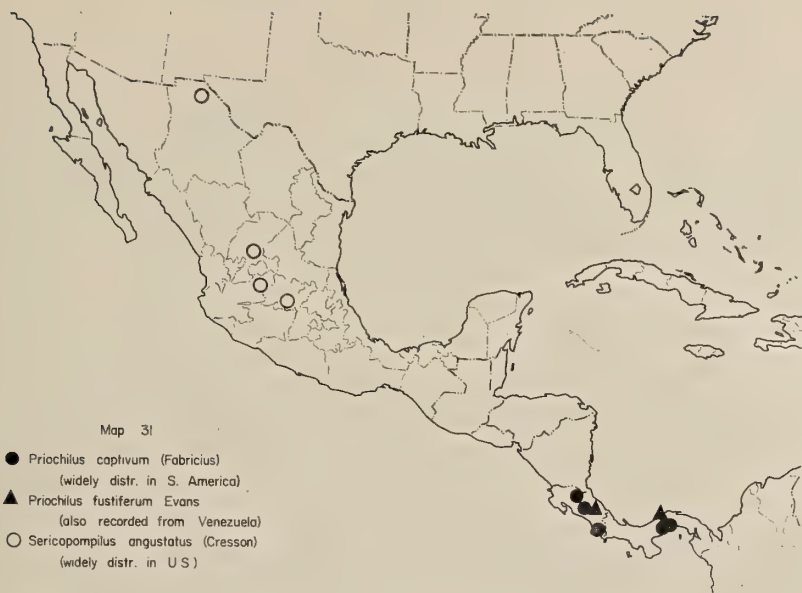 Map 31
Priochilus captivum (Fabricius)
(widely distr. in S. America)
Priochilus fustiferum Evans
(also recorded from Venezuela)
Sericopompilus angustatus (Cresson)
(widely distr. in US)